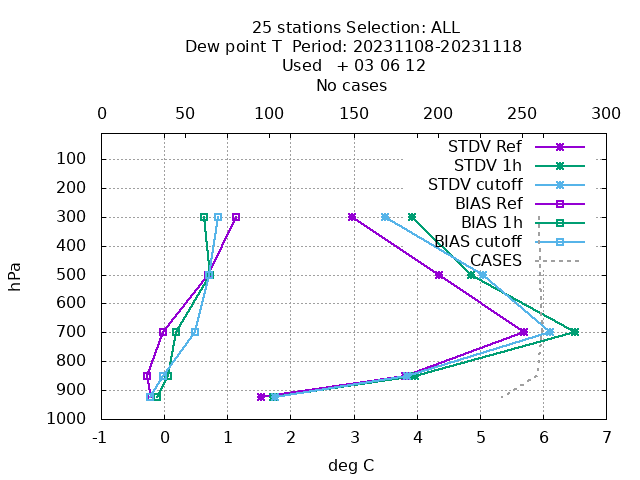 25 stations Selection: ALL
Dew point T  Period: 20231108-20231118
Used   + 03 06 12
No cases
0 50 100 150 200 250 300
STDV Ref
STDV 1h
STDV cutoff
BIAS Ref
BIAS 1h
BIAS cutoff
CASES
100
200
300
400
500
600
700
800
900
1000
hPa
-1 0 1 2 3 4 5 6 7
deg C